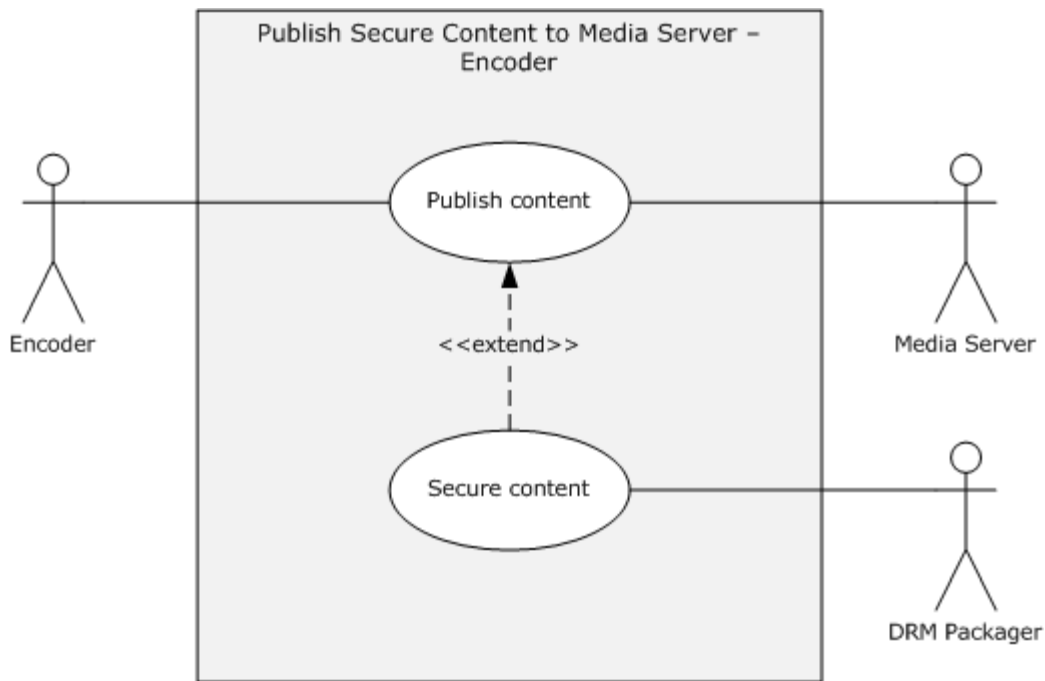 Publish Secure Content to Media Server –
Encoder
Publish content
Encoder
<<extend>>
Media Server
Secure content
DRM Packager